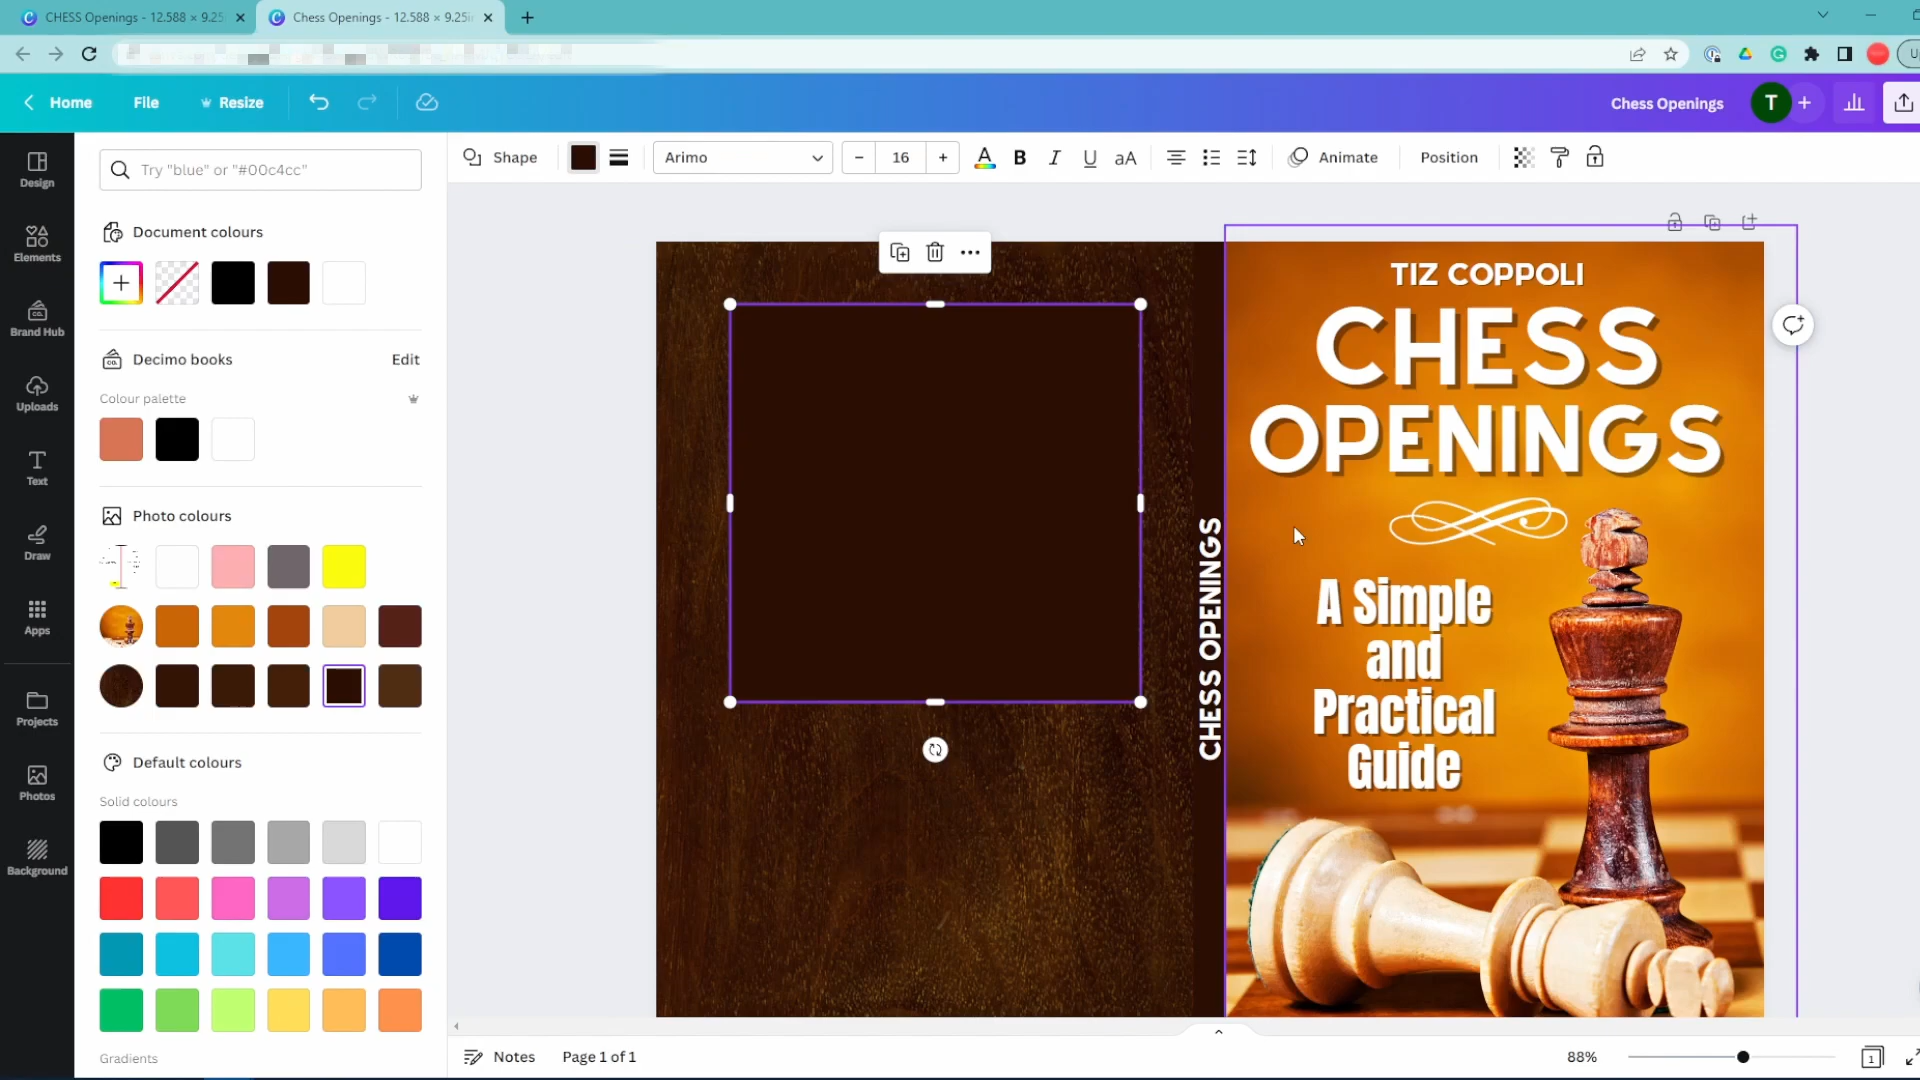 CHESS Openings - 12.588 × 9.25
Chess Openings - 12.588 × 9.25in
Home
File
Resize
Chess Openings
T
Design
Elements
Brand Hub
Uploads
Text
Draw
Apps
Projects
Photos
Background
Try "blue" or "#00c4cc"
Document colours
Decimo books
Edit
Colour palette
Photo colours
Default colours
Solid colours
Gradients
Shape
Arimo
16
A
B
I
U
aA
Animate
Position
CHESS OPENINGS
TIZ COPPOLI
CHESS
OPENINGS
A Simple
and
Practical
Guide
Notes
Page 1 of 1
88%
1